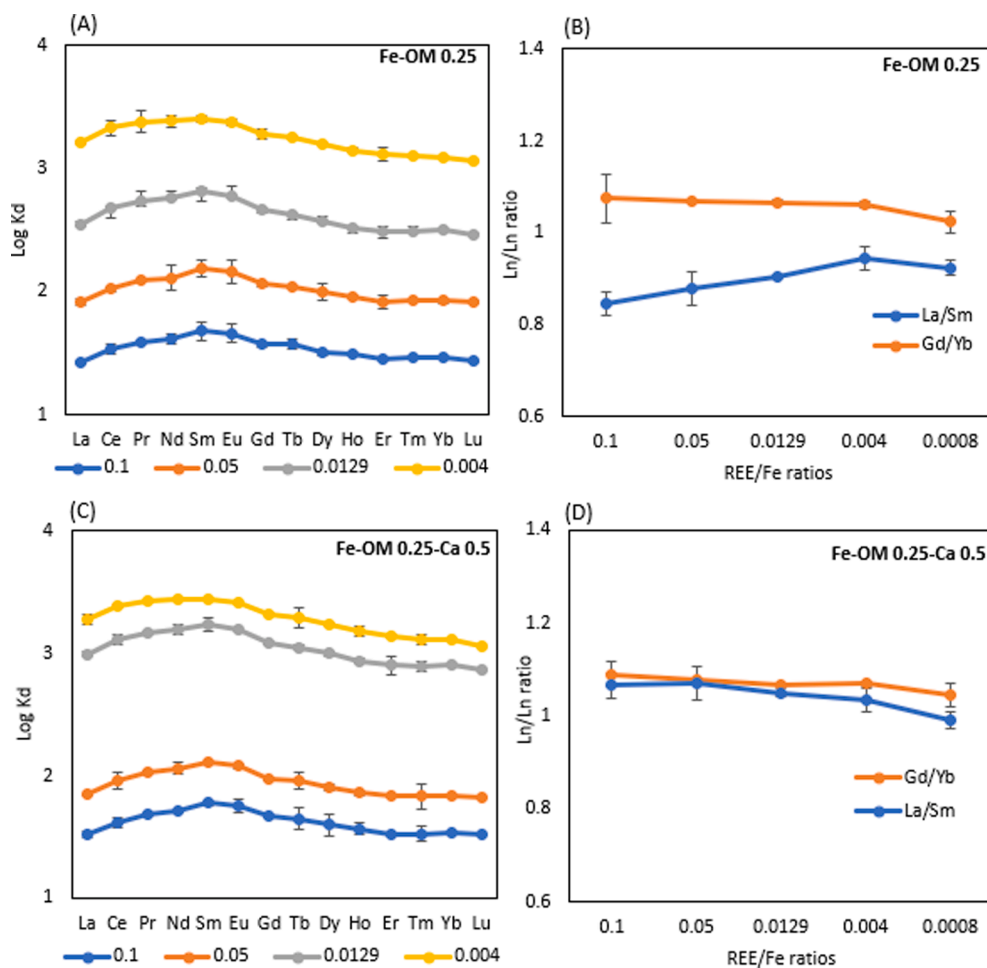 (A)
Fe-OM 0.25
4
3
2
1
Log Kd
La Ce Pr Nd Sm Eu Gd Tb Dy Ho Er Tm Yb Lu
0.1 0.05 0.0129 0.004
(B)
Fe-OM 0.25
1.4
1.2
1
0.8
0.6
Ln/Ln ratio
La/Sm
Gd/Yb
0.1 0.05 0.0129 0.004 0.0008
REE/Fe ratios
(C)
Fe-OM 0.25-Ca 0.5
4
3
2
1
Log Kd
La Ce Pr Nd Sm Eu Gd Tb Dy Ho Er Tm Yb Lu
0.1 0.05 0.0129 0.004
(D)
Fe-OM 0.25-Ca 0.5
1.4
1.2
1
0.8
0.6
Ln/Ln ratio
Gd/Yb
La/Sm
0.1 0.05 0.0129 0.004 0.0008
REE/Fe ratios